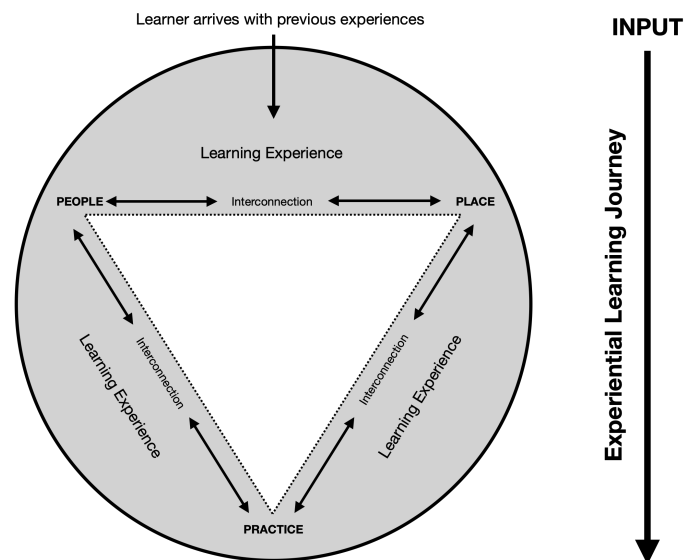 Learner arrives with previous experiences
INPUT
Learning Experience
PEOPLE
Interconnection
PLACE
Experiential Learning Journey
Interconnection
Learning Experience
Interconnection
Learning Experience
PRACTICE